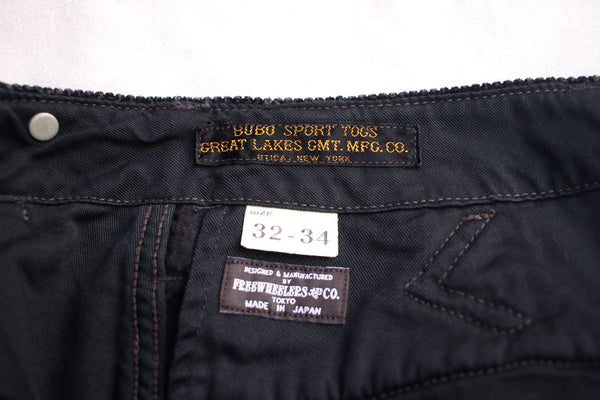 BUBO SPORT TOGS
GREAT LAKES GMT. MFG. CO.
UTICA, NEW YORK
SIZE
32-34
DESIGNED & MANUFACTURED
BY
FREEWHEELERS & CO.
TOKYO
MADE IN JAPAN